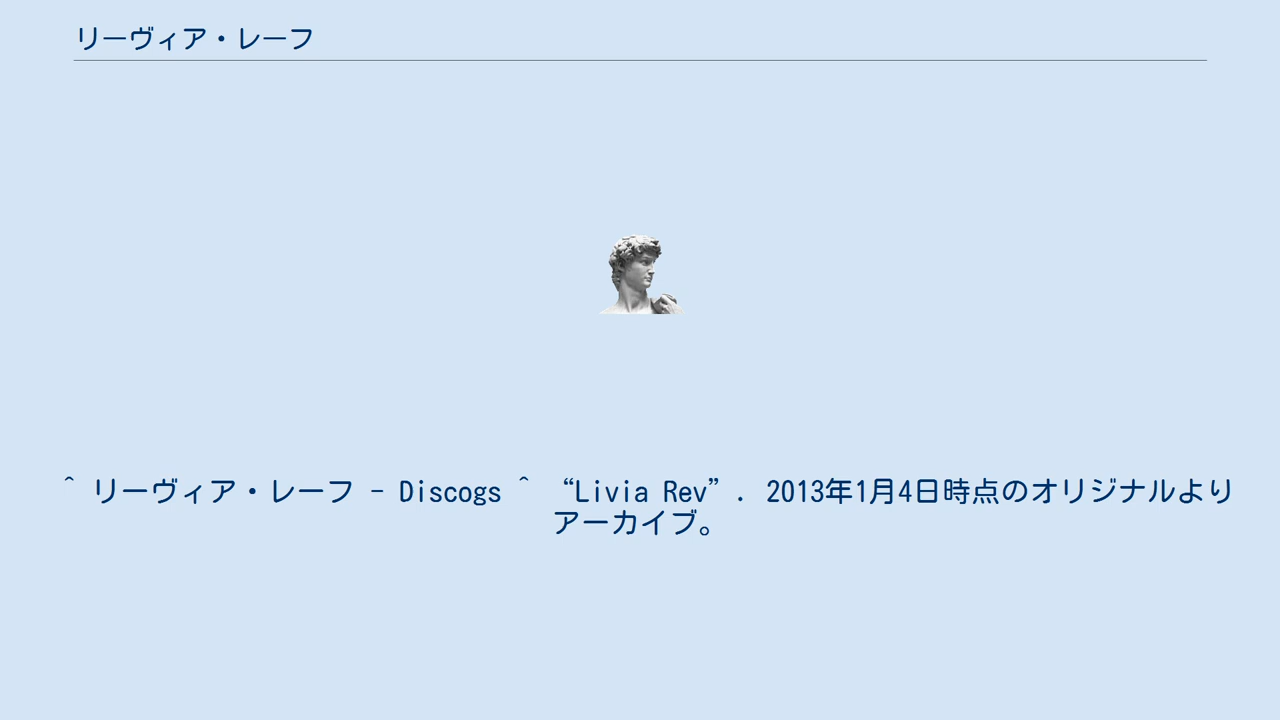 リーヴィア・レーフ
^ リーヴィア・レーフ - Discogs ^ “Livia Rev”. 2013年1月4日時点のオリジナルより
アーカイブ。